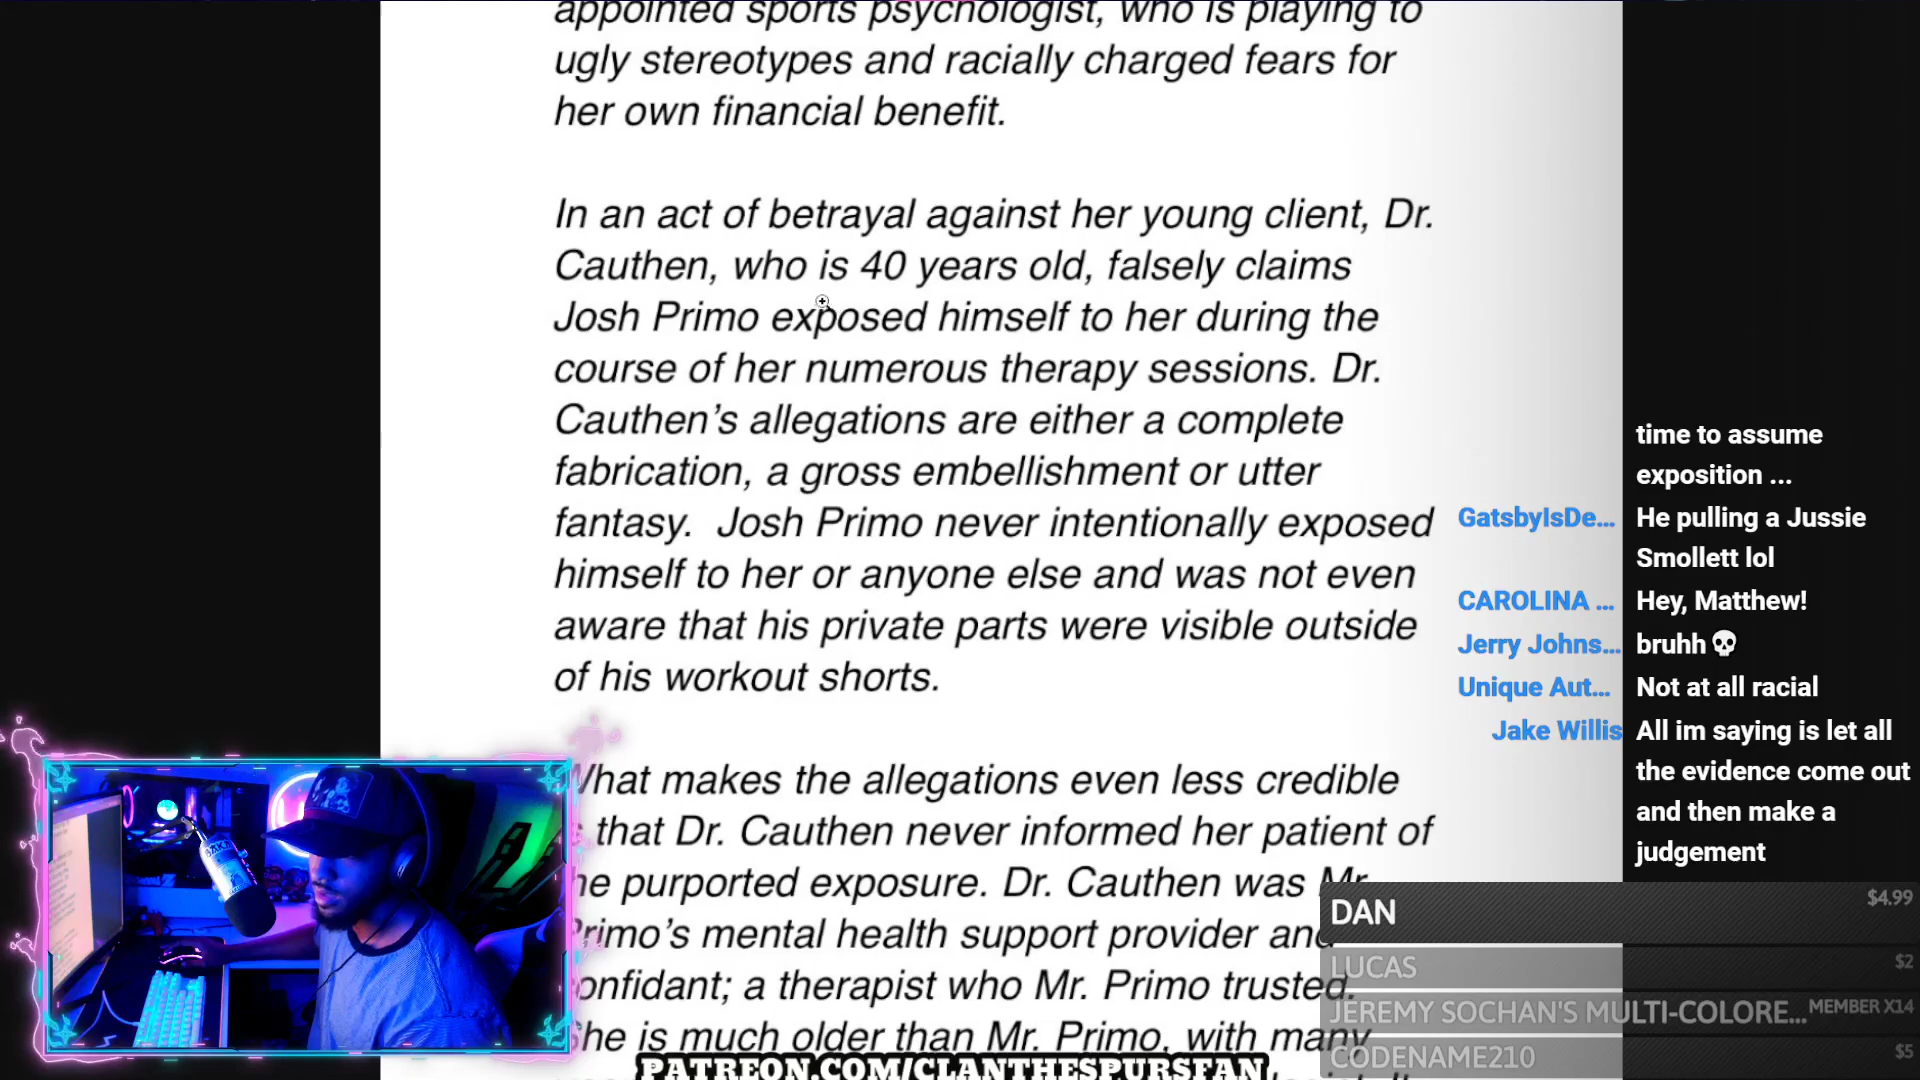 appointed sports psychologist, who is playing to
ugly stereotypes and racially charged fears for
her own financial benefit.
In an act of betrayal against her young client, Dr.
Cauthen, who is 40 years old, falsely claims
Josh Primo exposed himself to her during the
course of her numerous therapy sessions. Dr.
Cauthen's allegations are either a complete
fabrication, a gross embellishment or utter
fantasy. Josh Primo never intentionally exposed
himself to her or anyone else and was not even
aware that his private parts were visible outside
of his workout shorts.
What makes the allegations even less credible
that Dr. Cauthen never informed her patient of
he purported exposure. Dr. Cauthen was Mr.
Primo's mental health support provider and
onfidant; a therapist who Mr. Primo trusted.
She is much older than Mr. Primo, with many
time to assume
exposition ...
GatsbyIsDe... He pulling a Jussie
Smollett lol
CAROLINA ... Hey, Matthew!
Jerry Johns... bruhh💀
Unique Aut... Not at all racial
Jake Willis All im saying is let all
the evidence come out
and then make a
judgement
DAN $4.99
LUCAS $2
JEREMY SOCHAN'S MULTI-COLORE... MEMBER X14
CODENAME210 $5
PATREON.COM/CLANTHESPURSFAN